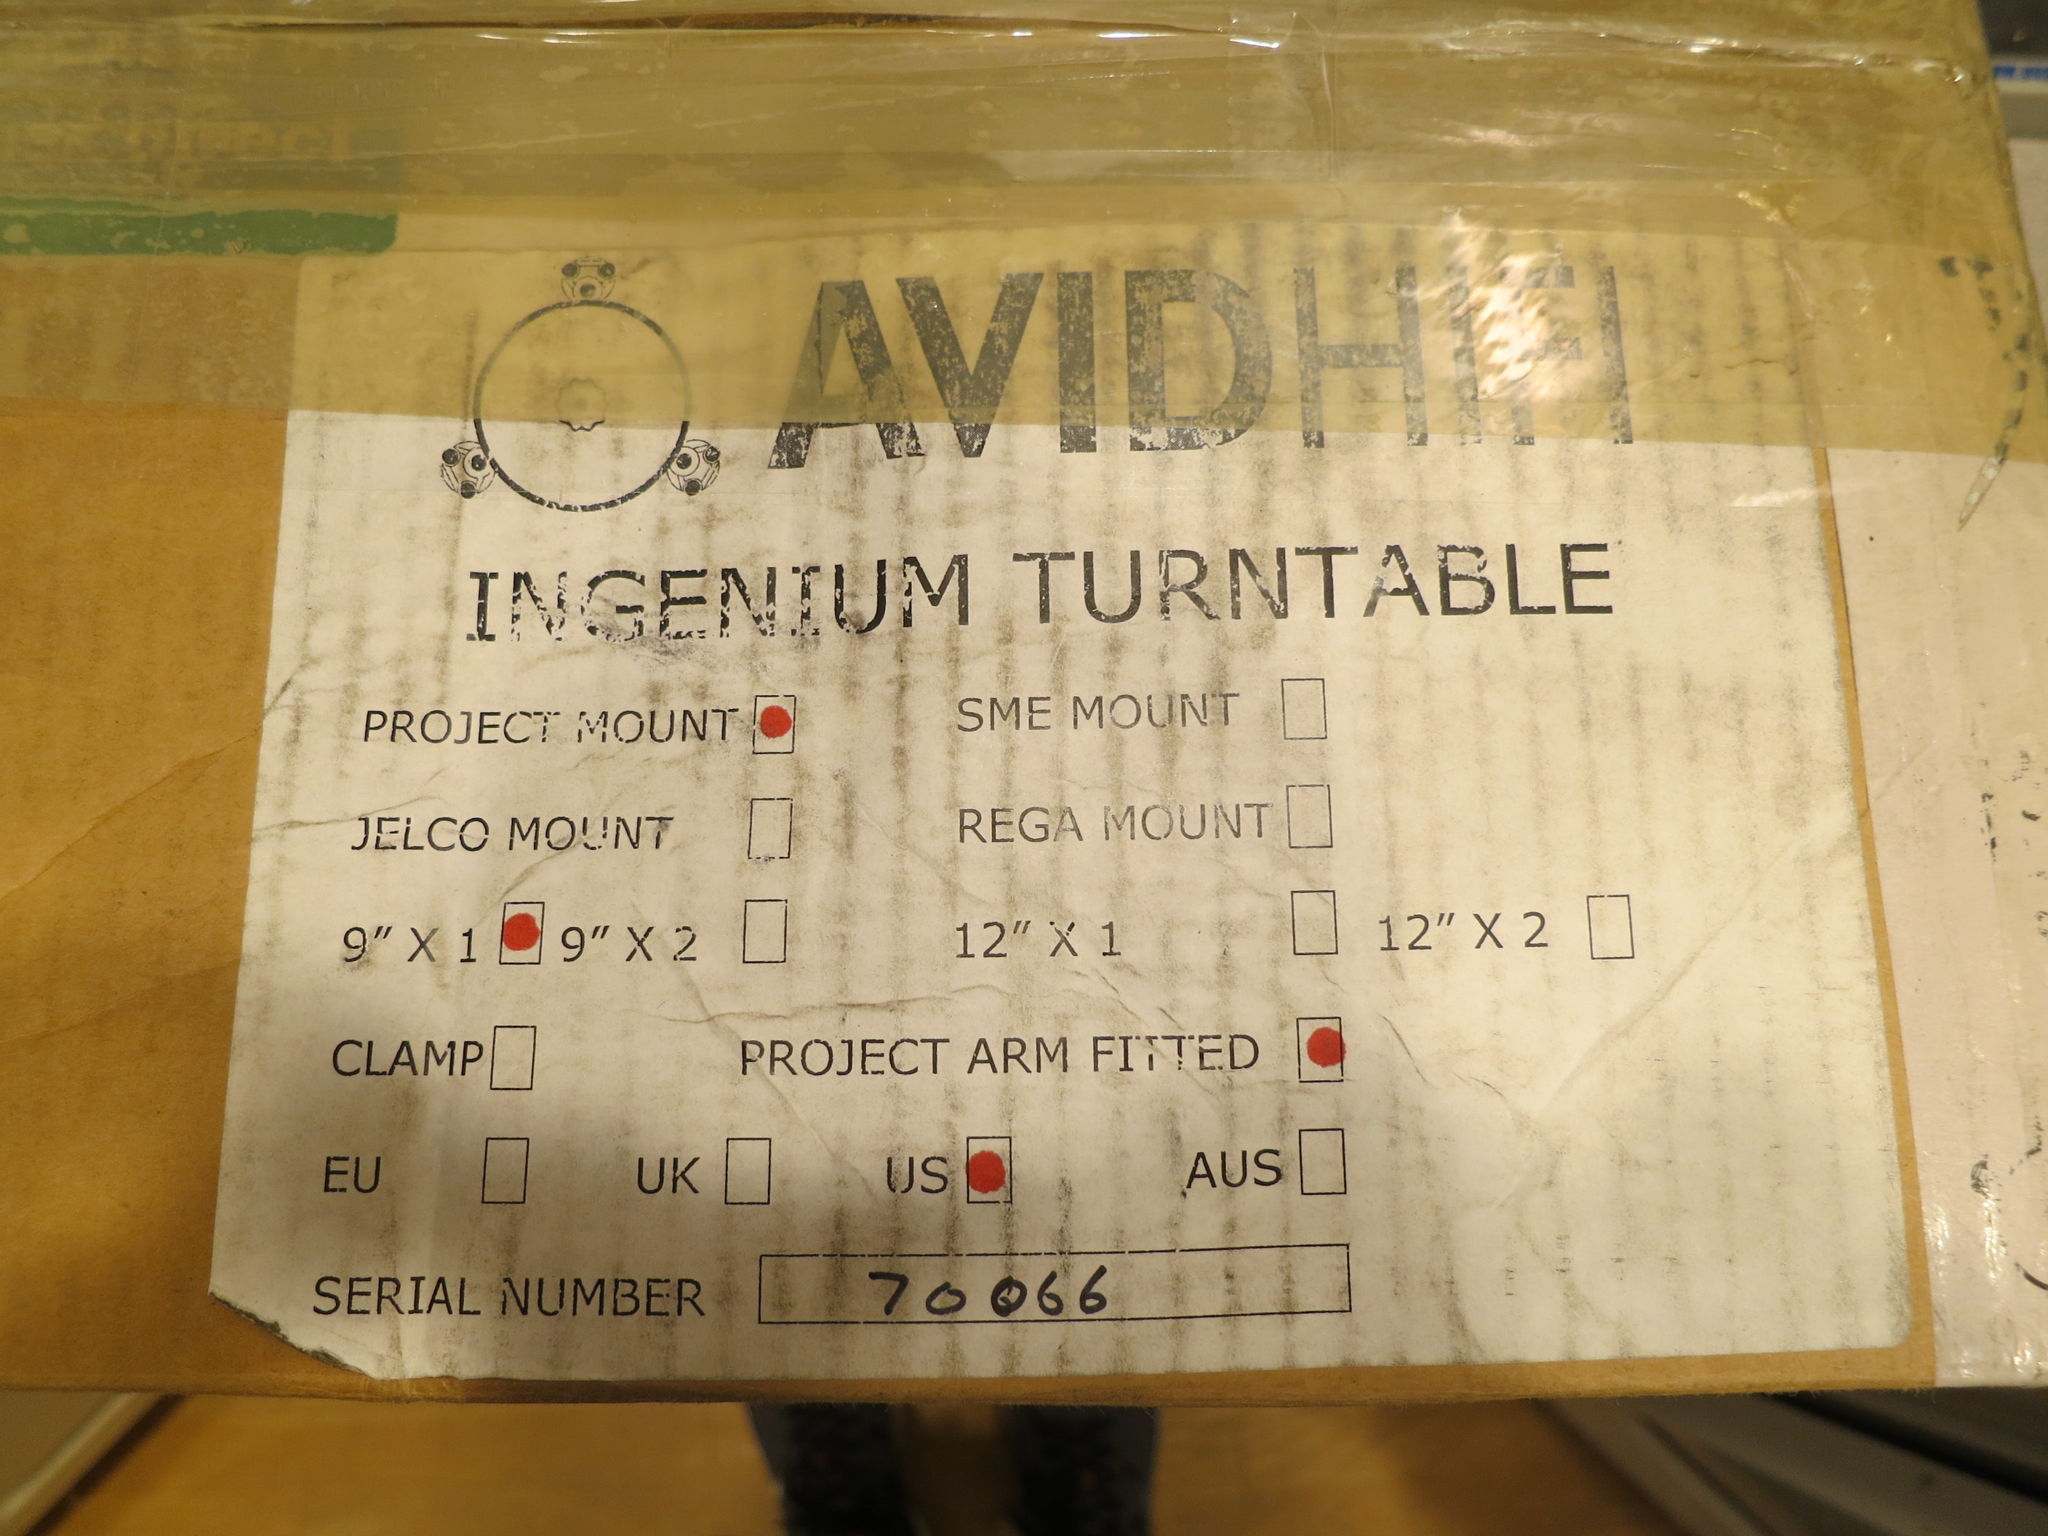 Direct
AVIDHIFI
INGENIUM TURNTABLE
PROJECT MOUNT SME MOUNT
JELCO MOUNT REGA MOUNT
9" X 1 9" X 2 12" X 1 12" X 2
CLAMP PROJECT ARM FITTED
EU UK US AUS
SERIAL NUMBER 70066